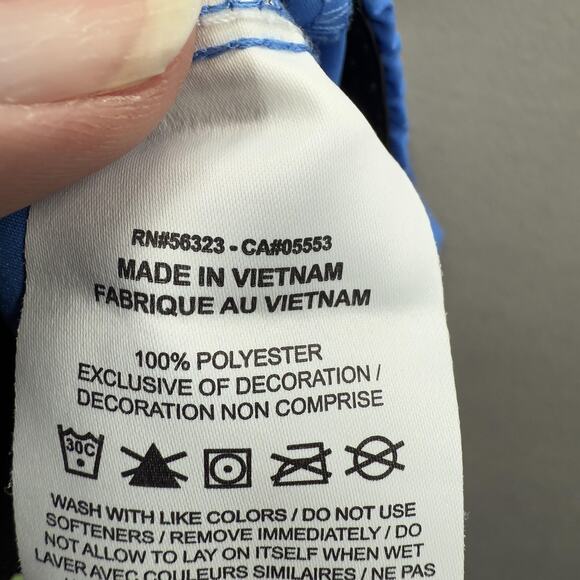 RN#56323 - CA#05553
MADE IN VIETNAM
FABRIQUE AU VIETNAM
100% POLYESTER
EXCLUSIVE OF DECORATION /
DECORATION NON COMPRISE
30C
WASH WITH LIKE COLORS / DO NOT USE
SOFTENERS / REMOVE IMMEDIATELY / DO
NOT ALLOW TO LAY ON ITSELF WHEN WET
LAVER AVEC COULEURS SIMILAIRES / NE PAS